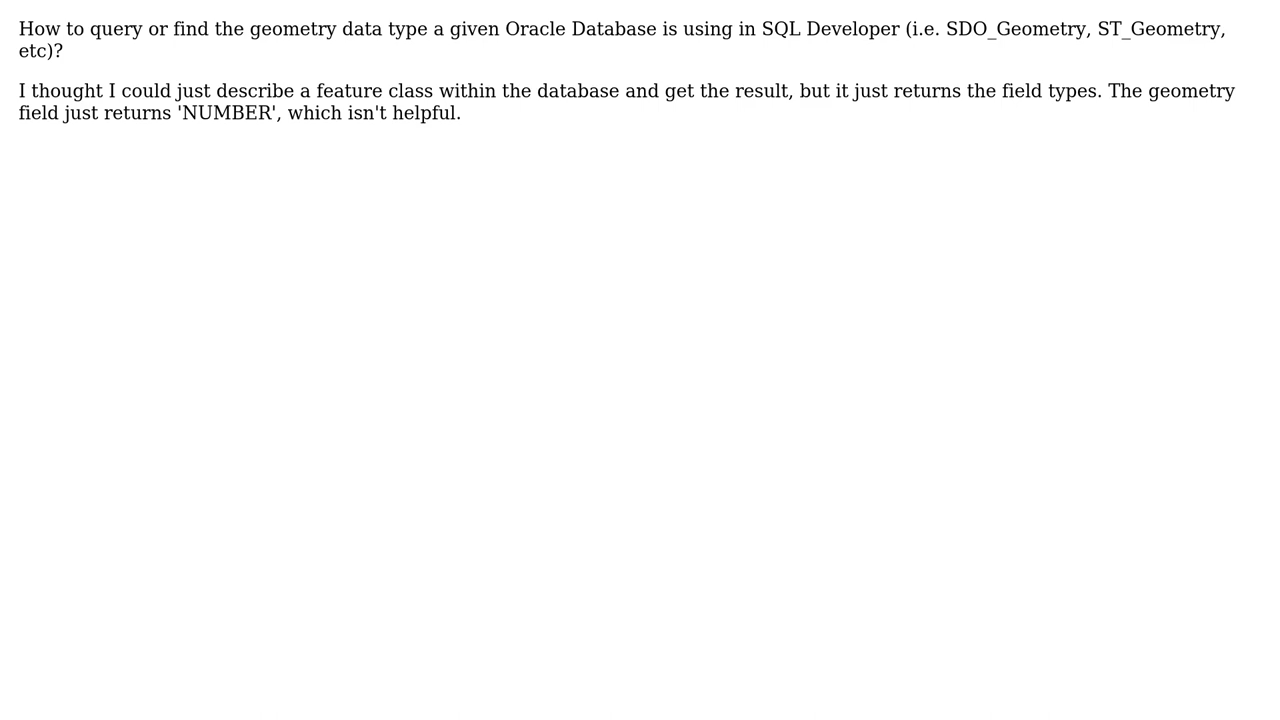 How to query or find the geometry data type a given Oracle Database is using in SQL Developer (i.e. SDO_Geometry, ST_Geometry,
etc)?
I thought I could just describe a feature class within the database and get the result, but it just returns the field types. The geometry
field just returns 'NUMBER', which isn't helpful.